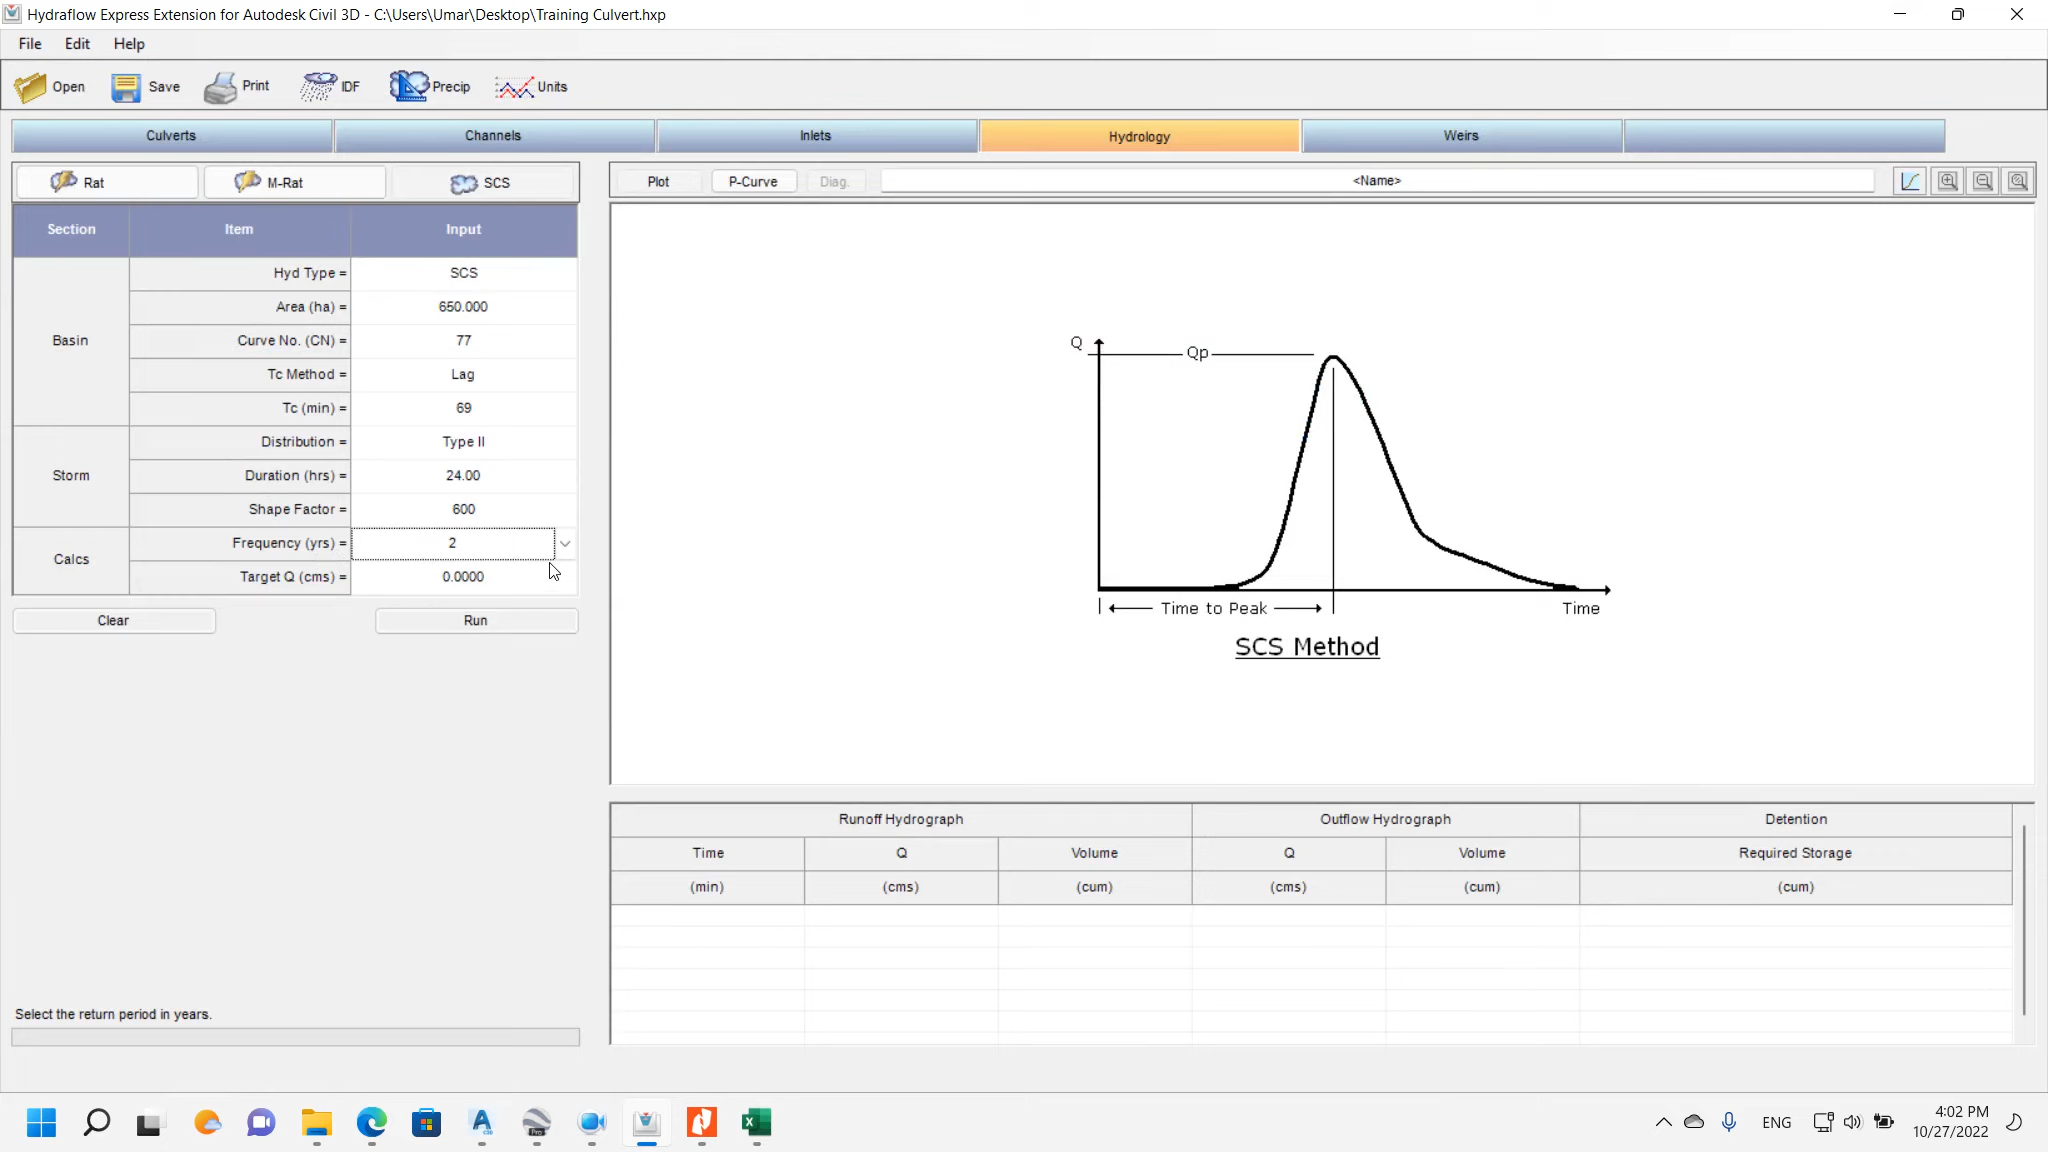 Hydraflow Express Extension for Autodesk Civil 3D - C:\Users\Umar\Desktop\Training Culvert.hxp
File Edit Help
Open Save Print IDF Precip Units
Culverts Channels Inlets Hydrology Weirs
Rat M-Rat SCS Plot P-Curve Diag. <Name>
Section Item Input
Basin
Hyd Type = SCS
Area (ha) = 650.000
Curve No. (CN) = 77
Tc Method = Lag
Tc (min) = 69
Storm
Distribution = Type II
Duration (hrs) = 24.00
Shape Factor = 600
Calcs
Frequency (yrs) = 2
Target Q (cms) = 0.0000
Clear Run
Q
Qp
Time to Peak Time
SCS Method
Runoff Hydrograph Outflow Hydrograph Detention
Time Q Volume Q Volume Required Storage
(min) (cms) (cum) (cms) (cum) (cum)
Select the return period in years.
Pro
ENG
4:02 PM
10/27/2022